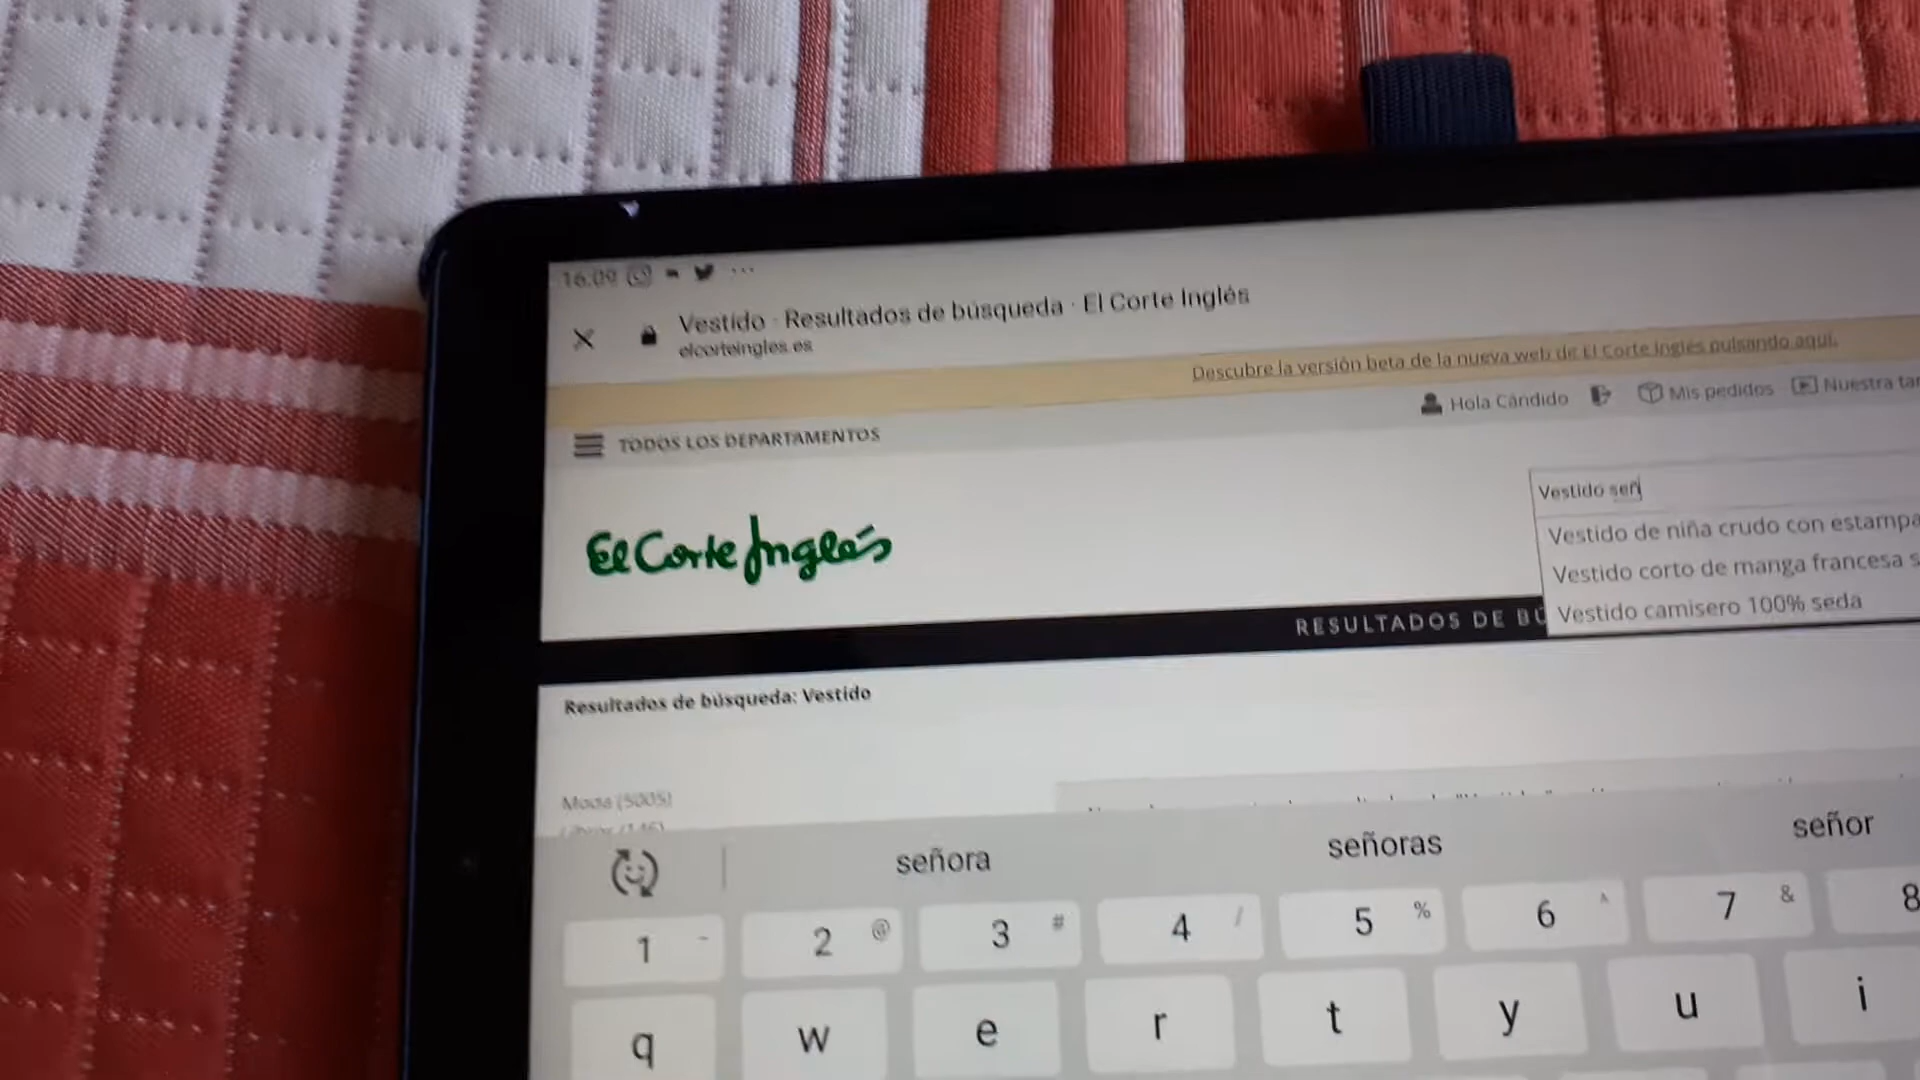 16:09
Vestido · Resultados de búsqueda · El Corte Inglés
elcorteingles.es
Descubre la versión beta de la nueva web de El Corte Inglés pulsando aquí.
Hola Cándido Mis pedidos Nuestra
TODOS LOS DEPARTAMENTOS
Vestido señ
El Corte Inglés
Vestido de niña crudo con
Vestido corto de manga francesa
Vestido camisero 100% seda
RESULTADOS DE
Resultados de búsqueda: Vestido
Moda (5005)
señora señoras señor
1 - 2 @ 3 # 4 / 5 % 6 ^ 7 & 8
q w e r t y u i